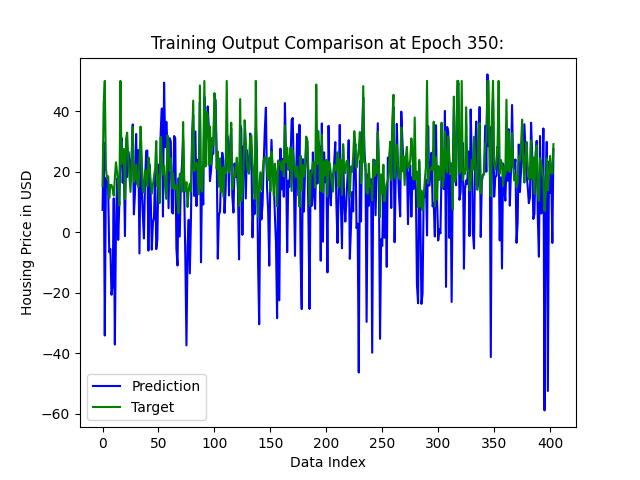 Training Output Comparison at Epoch 350:
Housing Price in USD
40
20
0
−20
−40
−60
Prediction
Target
0 50 100 150 200 250 300 350 400
Data Index